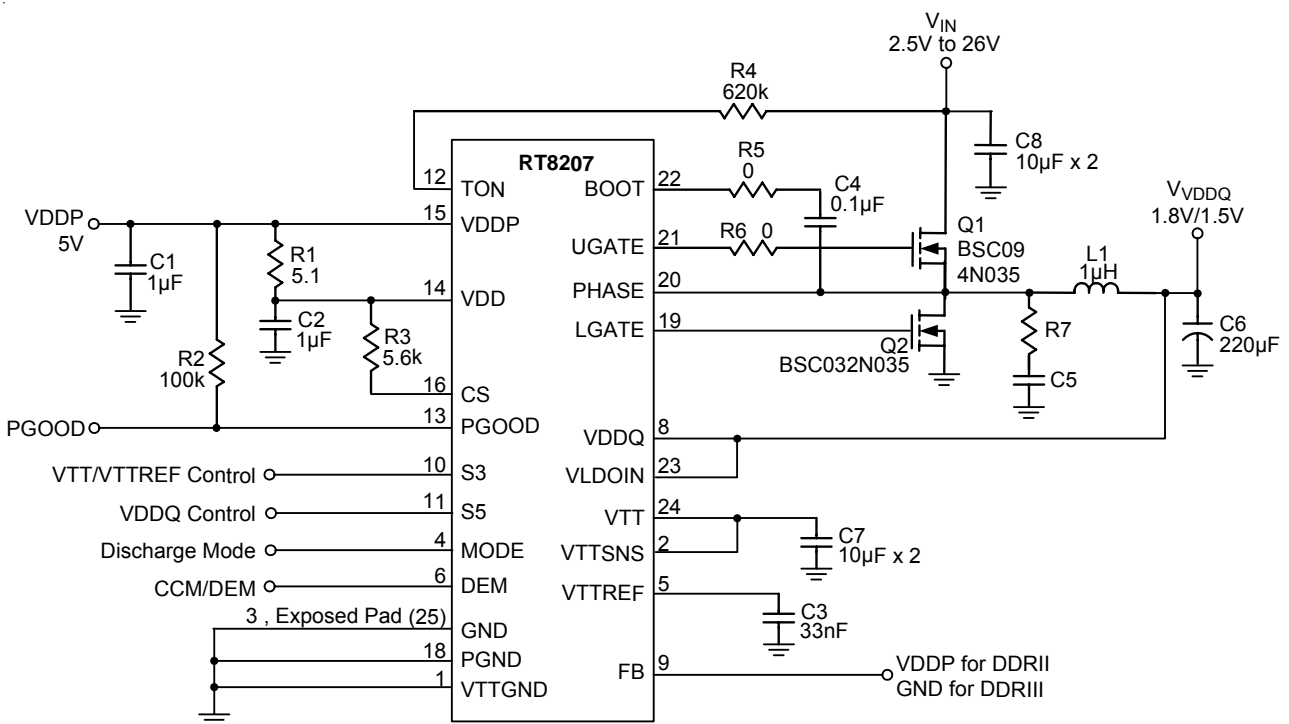 VIN
2.5V to 26V
R4
620k
C8
10µF x 2
RT8207
R5
0
C4
0.1µF
12
TON
BOOT
22
VVDDQ
1.8V/1.5V
VDDP
5V
15
VDDP
UGATE
21
R6 0
Q1
BSC09
4N035
C1
1µF
R1
5.1
L1
1µH
14
VDD
PHASE
20
C2
1µF
R3
5.6k
LGATE
19
Q2
BSC032N035
R7
C6
220µF
R2
100k
16
CS
C5
PGOOD
13
PGOOD
VDDQ
8
VTT/VTTREF Control
10
S3
VLDOIN
23
VDDQ Control
11
S5
VTT
24
C7
10µF x 2
Discharge Mode
4
MODE
VTTSNS
2
CCM/DEM
6
DEM
VTTREF
5
C3
33nF
3 , Exposed Pad (25)
GND
18
PGND
1
VTTGND
FB
9
VDDP for DDRII
GND for DDRIII